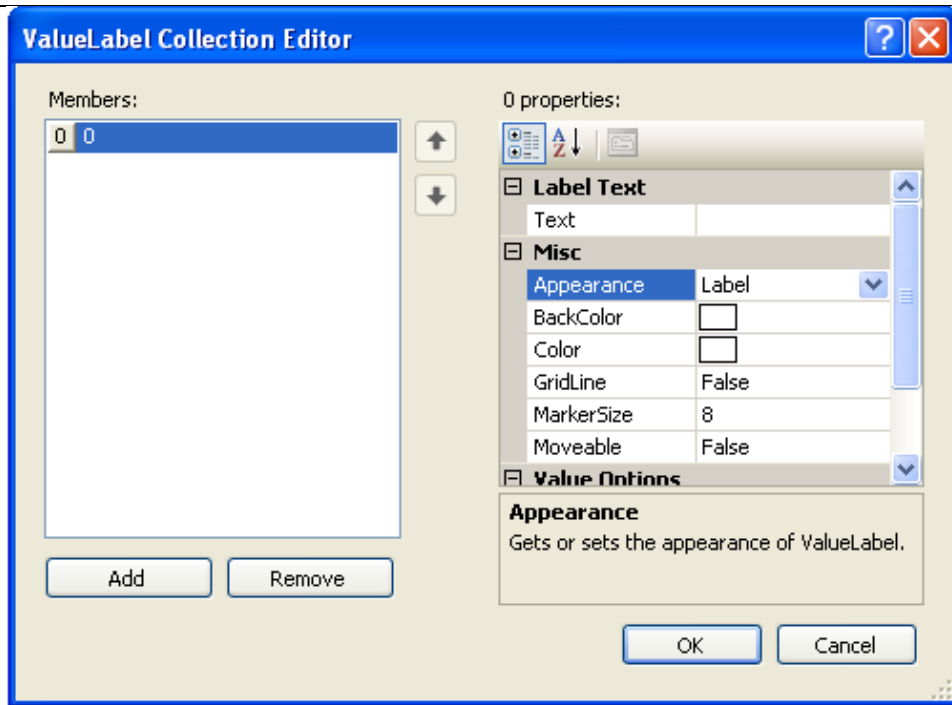 ValueLabel Collection Editor
Members:
0 0
Add
Remove
0 properties:
A
Z
Label Text
Text
Misc
Appearance Label
BackColor
Color
GridLine False
MarkerSize 8
Moveable False
Value Options
Appearance
Gets or sets the appearance of ValueLabel.
OK
Cancel